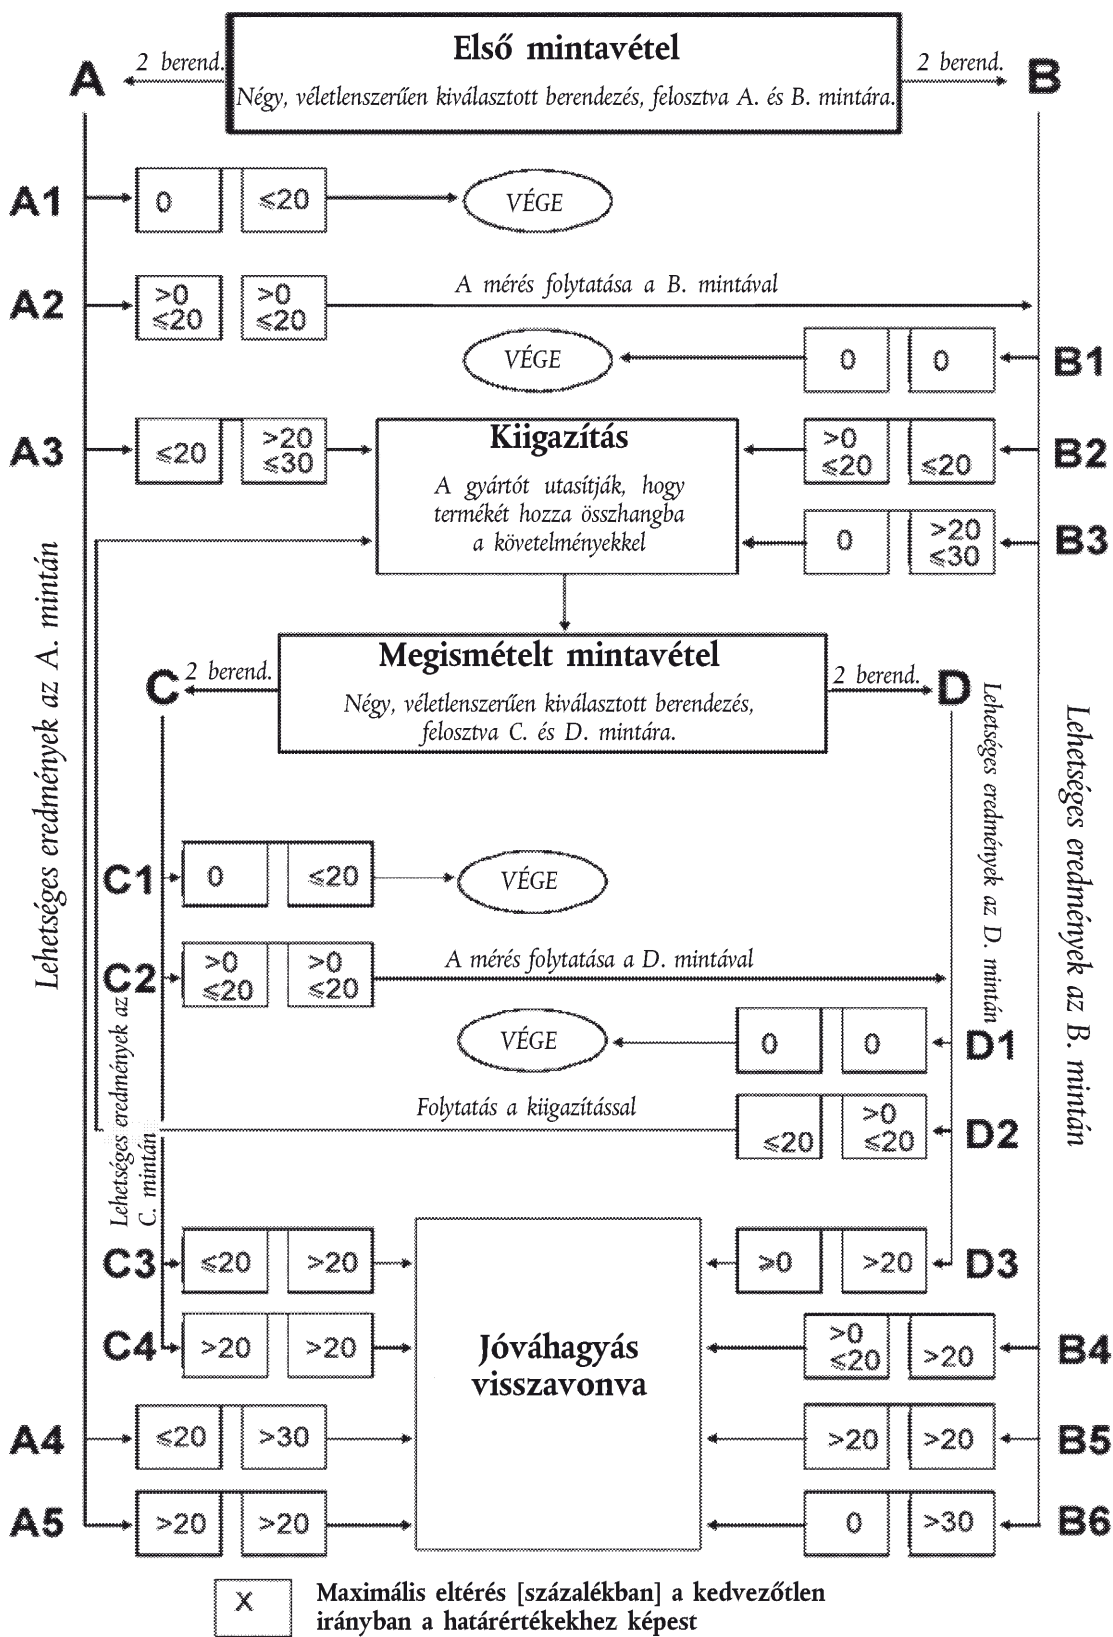 Első mintavétel
Négy, véletlenszerűen kiválasztott berendezés, felosztva A. és B. mintára.
A
2 berend.
2 berend.
B
A1
0
≤20
VÉGE
A2
>0
≤20
>0
≤20
A mérés folytatása a B. mintával
VÉGE
0
0
B1
A3
≤20
>20
≤30
Kiigazítás
A gyártót utasítják, hogy
termékét hozza összhangba
a követelményekkel
>0
≤20
≤20
B2
0
>20
≤30
B3
Lehetséges eredmények az A. mintán
Lehetséges eredmények az B. mintán
Megismételt mintavétel
Négy, véletlenszerűen kiválasztott berendezés,
felosztva C. és D. mintára.
C
2 berend.
2 berend.
D
Lehetséges eredmények az D. mintán
C1
0
≤20
VÉGE
C2
>0
≤20
>0
≤20
A mérés folytatása a D. mintával
VÉGE
0
0
D1
Lehetséges eredmények az
C. mintán
Folytatás a kiigazítással
≤20
>0
≤20
D2
C3
≤20
>20
Jóváhagyás
visszavonva
≥0
>20
D3
C4
>20
>20
>0
≤20
>20
B4
A4
≤20
>30
>20
>20
B5
A5
>20
>20
0
>30
B6
X
Maximális eltérés [százalékban] a kedvezőtlen
irányban a határértékekhez képest